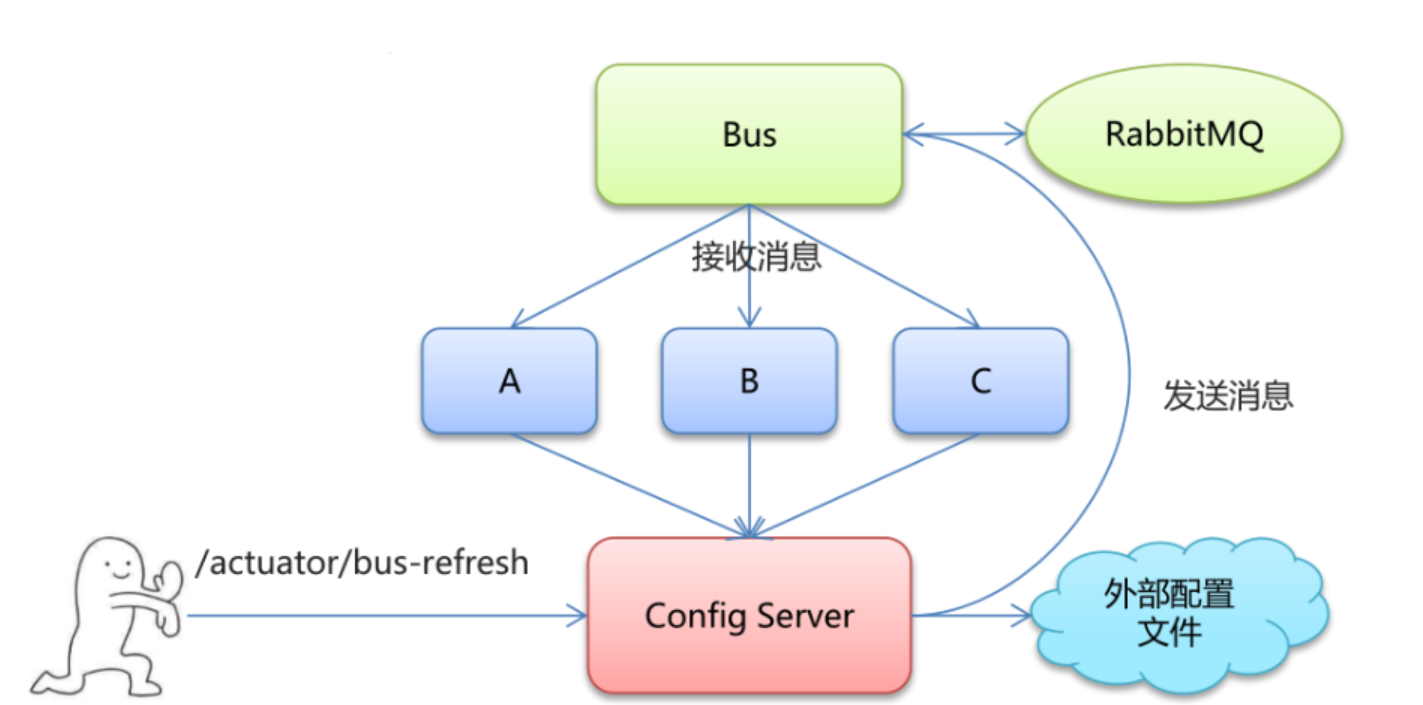 Bus
RabbitMQ
接收消息
A
B
C
发送消息
/actuator/bus-refresh
Config Server
外部配置
文件